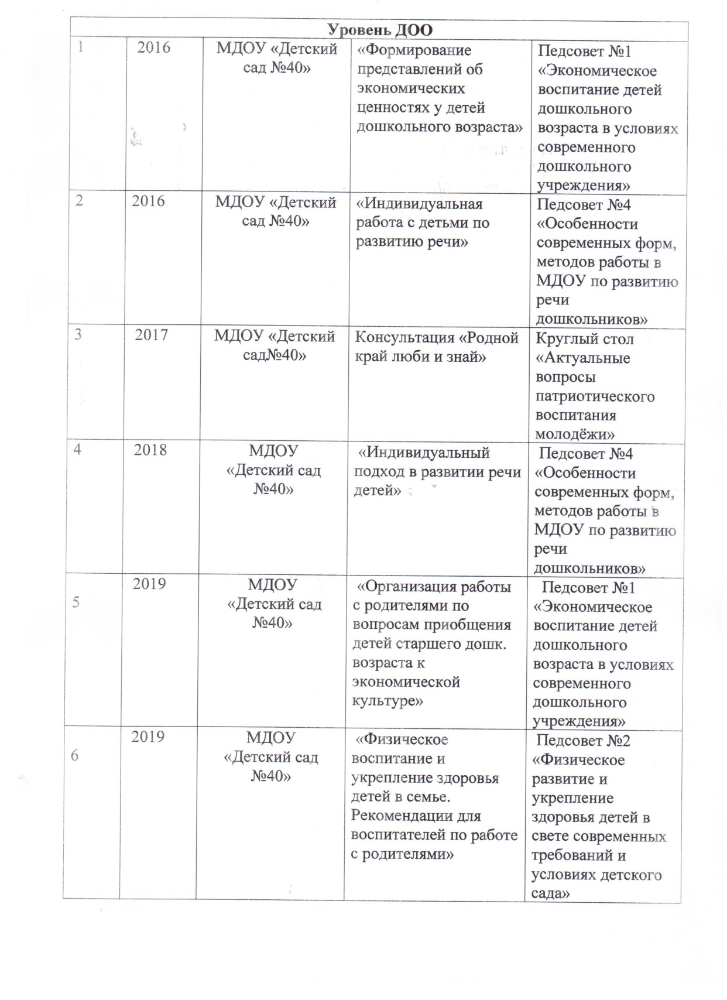 Уровень ДОО
1
2016
МДОУ «Детский
сад №40»
«Формирование
представлений об
экономических
ценностях у детей
дошкольного возраста»
Педсовет №1
«Экономическое
воспитание детей
дошкольного
возраста в условиях
современного
дошкольного
учреждения»
2
2016
МДОУ «Детский
сад №40»
«Индивидуальная
работа с детьми по
развитию речи»
Педсовет №4
«Особенности
современных форм,
методов работы в
МДОУ по развитию
речи
дошкольников»
3
2017
МДОУ «Детский
сад№40»
Консультация «Родной
край люби и знай»
Круглый стол
«Актуальные
вопросы
патриотического
воспитания
молодёжи»
4
2018
МДОУ
«Детский сад
№40»
«Индивидуальный
подход в развитии речи
детей»
Педсовет №4
«Особенности
современных форм,
методов работы в
МДОУ по развитию
речи
дошкольников»
5
2019
МДОУ
«Детский сад
№40»
«Организация работы
с родителями по
вопросам приобщения
детей старшего дошк.
возраста к
экономической
культуре»
Педсовет №1
«Экономическое
воспитание детей
дошкольного
возраста в условиях
современного
дошкольного
учреждения»
6
2019
МДОУ
«Детский сад
№40»
«Физическое
воспитание и
укрепление здоровья
детей в семье.
Рекомендации для
воспитателей по работе
с родителями»
Педсовет №2
«Физическое
развитие и
укрепление
здоровья детей в
свете современных
требований и
условиях детского
сада»